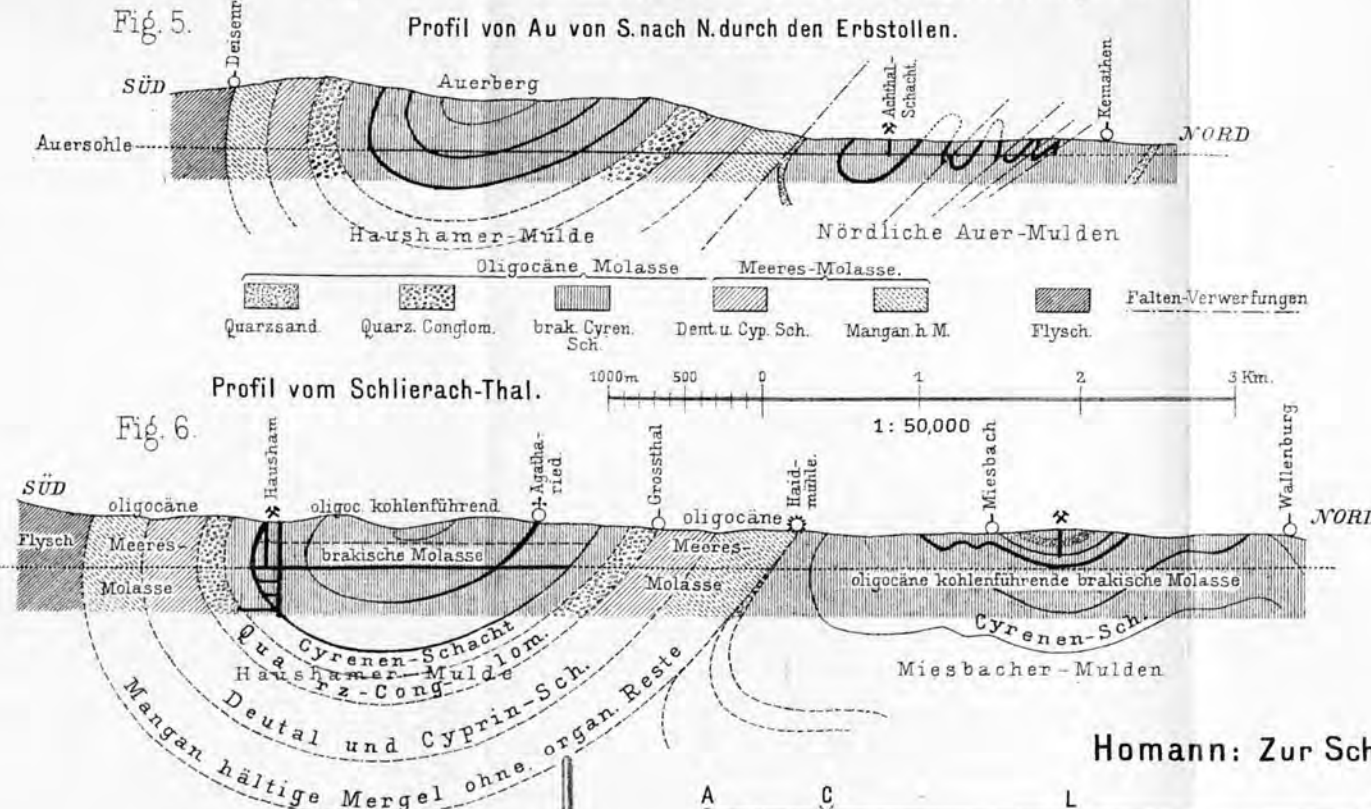 Fig. 5.
Profil von Au von S. nach N. durch den Erbstollen.
SÜD
Auerberg
Achthal-
Schacht.
Kemathen
NORD
Auersohle
Haushamer-Mulde
Nördliche Auer-Mulden
Oligocäne Molasse
Meeres-Molasse.
Quarzsand.
Quarz. Conglom.
brak. Cyren.
Sch.
Dent. u. Cyp. Sch.
Mangan. h. M.
Flysch.
Falten-Verwerfungen
Profil vom Schlierach-Thal.
1000 m 500 0 1 2 3 Km.
1 : 50,000
Fig. 6.
SÜD
Hausham
Agatha-
ried.
Grossthal
Haid-
mühle.
Miesbach
Wallenburg
NORD
oligocäne
oligoc. kohlenführend
oligocäne
Flysch
Meeres-
Molasse
brakische Molasse
Meeres-
Molasse
oligocäne kohlenführende brakische Molasse
Cyrenen-Schacht
Cyrenen-Sch.
Haushamer-Mulde
Quarz-Conglom.
Miesbacher-Mulden
Deutal und Cyprin-Sch.
Mangan hältige Mergel ohne. organ. Reste
Homann: Zur Sch
A C L